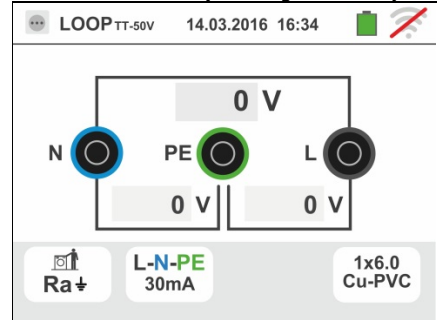 LOOP TT-50V 14.03.2016 16:34
0 V
N PE L
0 V 0 V
Ra L-N-PE 1x6.0
30mA Cu-PVC